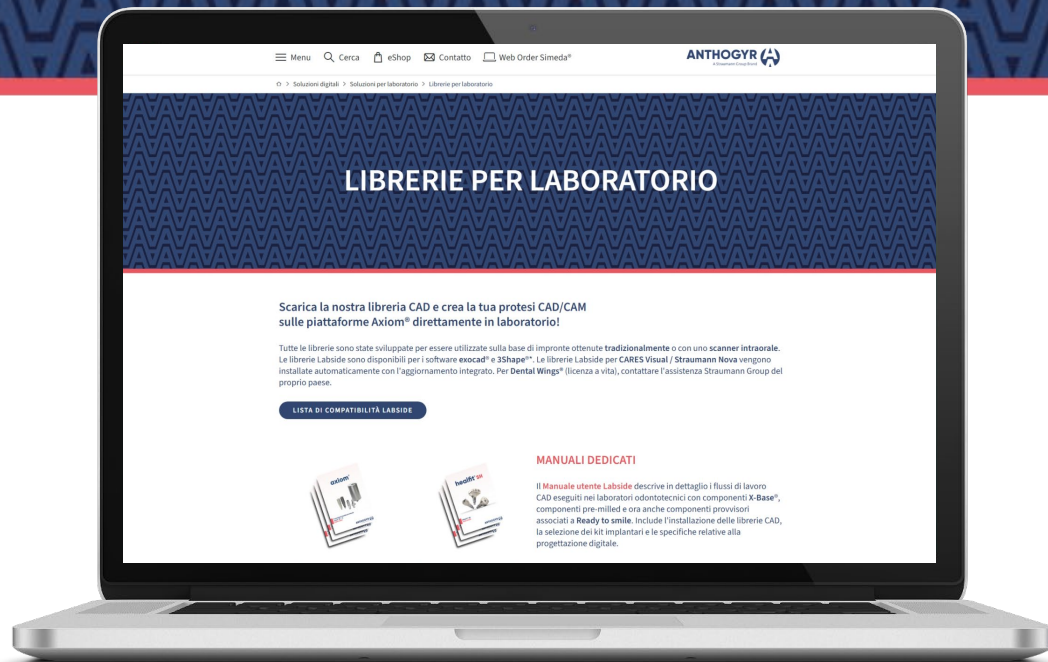 Menu Cerca eShop Contatto Web Order Simeda®
ANTHOGYR
A Straumann Group Brand
> Soluzioni digitali > Soluzioni per laboratorio > Librerie per laboratorio
LIBRERIE PER LABORATORIO
Scarica la nostra libreria CAD e crea la tua protesi CAD/CAM
sulle piattaforme Axiom® direttamente in laboratorio!
Tutte le librerie sono state sviluppate per essere utilizzate sulla base di impronte ottenute tradizionalmente o con uno scanner intraorale.
Le librerie Labside sono disponibili per i software exocad® e 3Shape®*. Le librerie Labside per CARES Visual / Straumann Nova vengono
installate automaticamente con l'aggiornamento integrato. Per Dental Wings® (licenza a vita), contattare l'assistenza Straumann Group del
proprio paese.
LISTA DI COMPATIBILITÀ LABSIDE
axiom®
healfit® SH
MANUALI DEDICATI
Il Manuale utente Labside descrive in dettaglio i flussi di lavoro
CAD eseguiti nei laboratori odontotecnici con componenti X-Base®,
componenti pre-milled e ora anche componenti provvisori
associati a Ready to smile. Include l'installazione delle librerie CAD,
la selezione dei kit implantari e le specifiche relative alla
progettazione digitale.